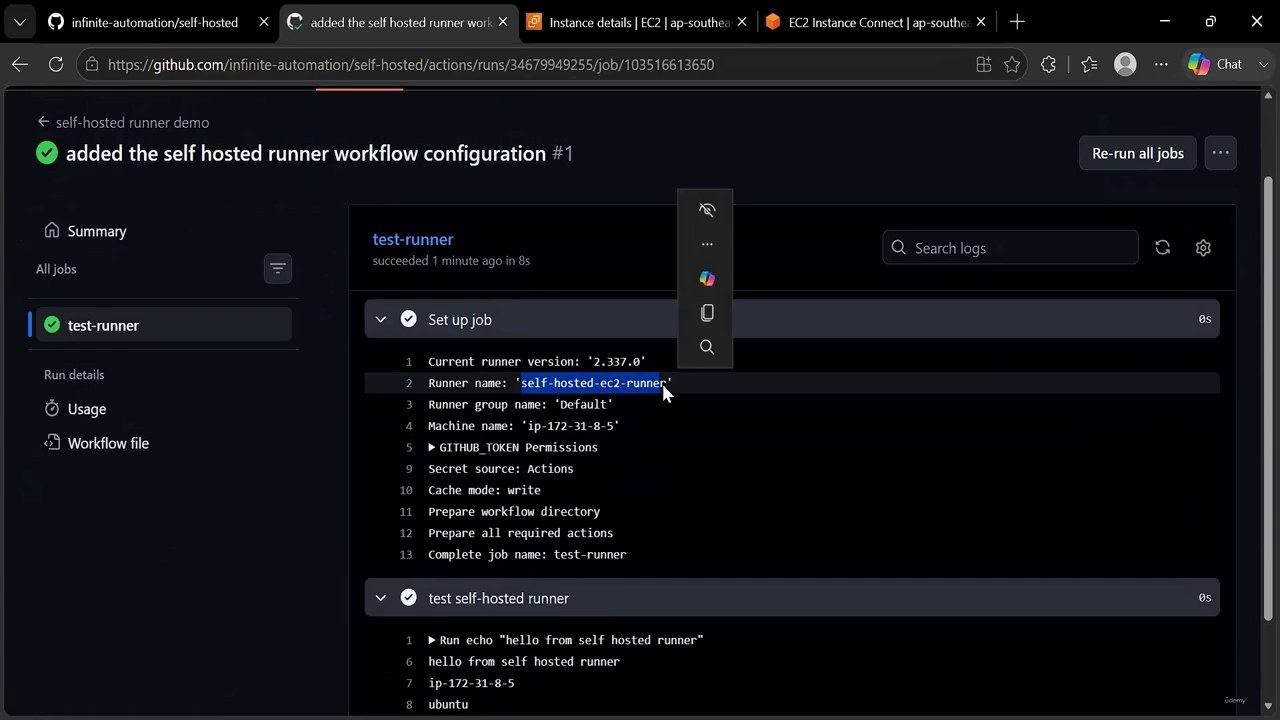 infinite-automation/self-hosted
added the self hosted runner work
Instance details | EC2 | ap-southea
EC2 Instance Connect | ap-southea
https://github.com/infinite-automation/self-hosted/actions/runs/34679949255/job/103516613650
Chat
self-hosted runner demo
added the self hosted runner workflow configuration #1
Re-run all jobs
Summary
All jobs
test-runner
Run details
Usage
Workflow file
test-runner
succeeded 1 minute ago in 8s
Search logs
Set up job
0s
1 Current runner version: '2.337.0'
2 Runner name: 'self-hosted-ec2-runner'
3 Runner group name: 'Default'
4 Machine name: 'ip-172-31-8-5'
5 GITHUB_TOKEN Permissions
9 Secret source: Actions
10 Cache mode: write
11 Prepare workflow directory
12 Prepare all required actions
13 Complete job name: test-runner
test self-hosted runner
0s
1 Run echo "hello from self hosted runner"
6 hello from self hosted runner
7 ip-172-31-8-5
8 ubuntu
Udemy